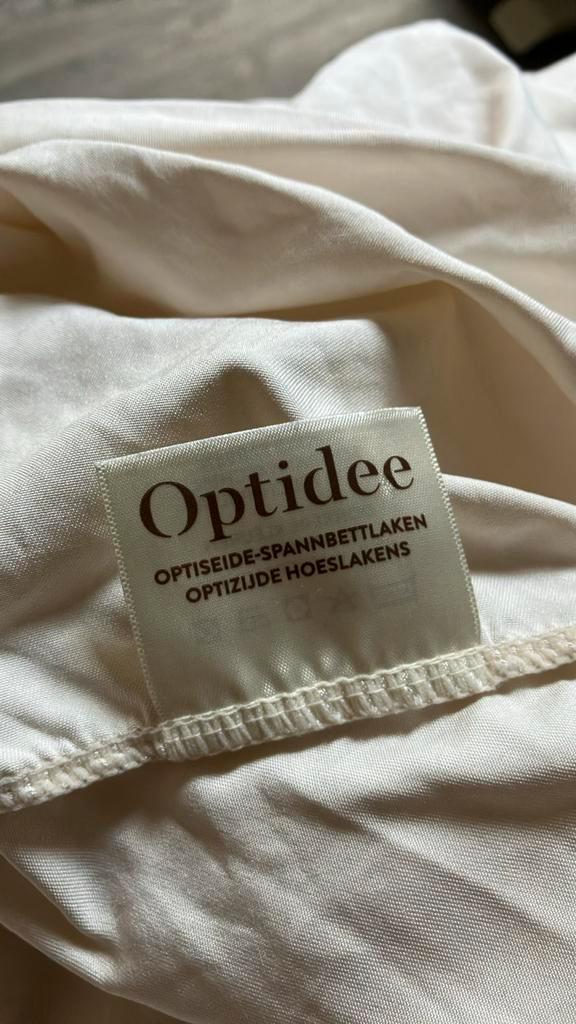 Optidee
OPTISEIDE-SPANNBETTLAKEN
OPTIZIJDE HOESLAKENS